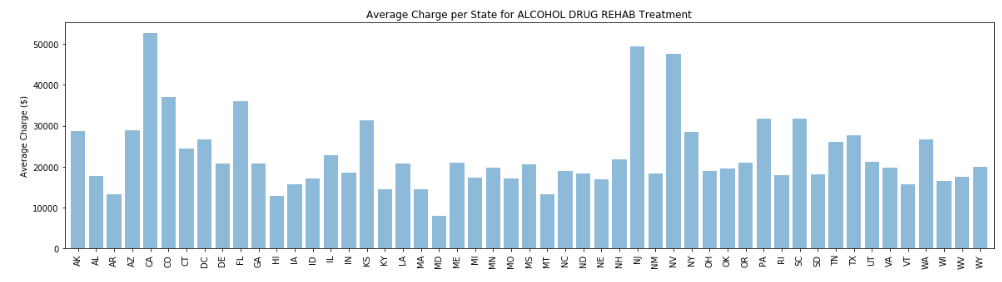 Average Charge per State for ALCOHOL DRUG REHAB Treatment
Average Charge ($)
50000
40000
30000
20000
10000
0
AK AL AR AZ CA CO CT DC DE FL GA HI IA ID IL IN KS KY LA MA MD ME MI MN MO MS MT NC ND NE NH NJ NM NV NY OH OK OR PA RI SC SD TN TX UT VA VT WA WI WV WY